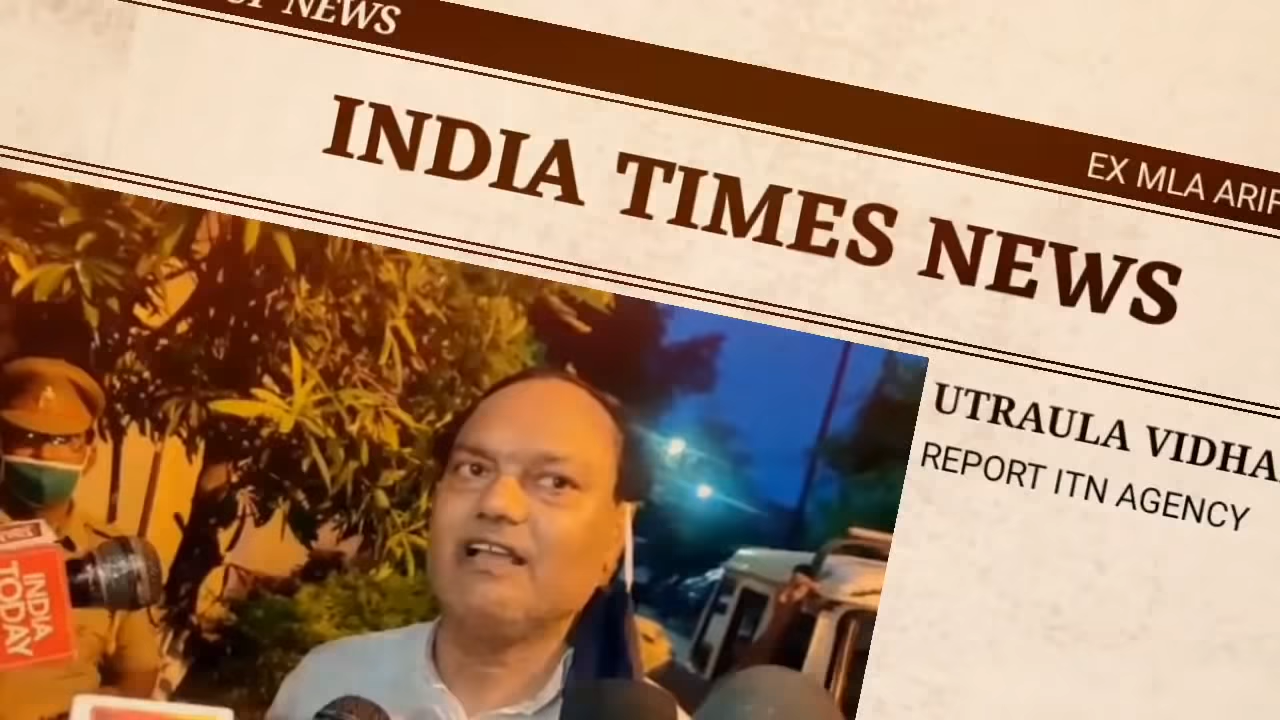 NEWS
EX MLA ARIF
INDIA TIMES NEWS
UTRAULA VIDHA
REPORT ITN AGENCY
INDIA
TODAY